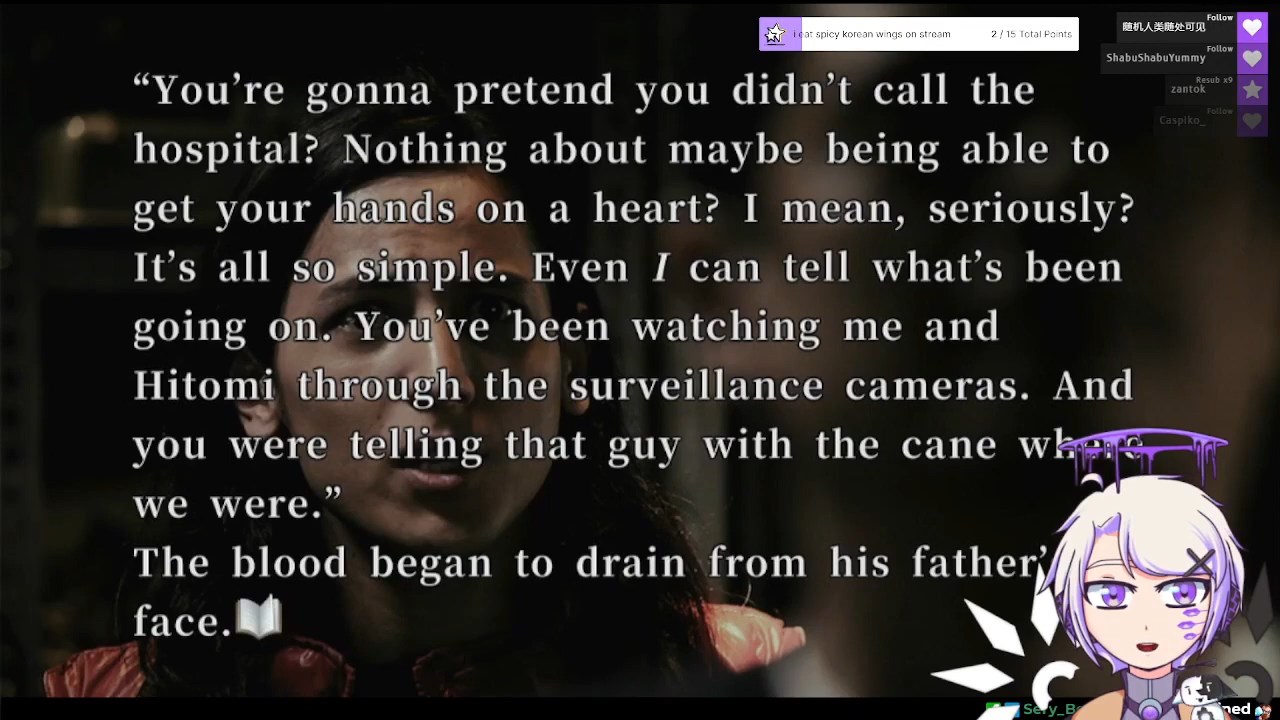 i eat spicy korean wings on stream 2 / 15 Total Points
Follow
随机人类随处可见
Follow
ShabuShabuYummy
Resub x9
zantok
Follow
Caspiko_
“You’re gonna pretend you didn’t call the
hospital? Nothing about maybe being able to
get your hands on a heart? I mean, seriously?
It’s all so simple. Even I can tell what’s been
going on. You’ve been watching me and
Hitomi through the surveillance cameras. And
you were telling that guy with the cane where
we were.”
The blood began to drain from his father’
face.